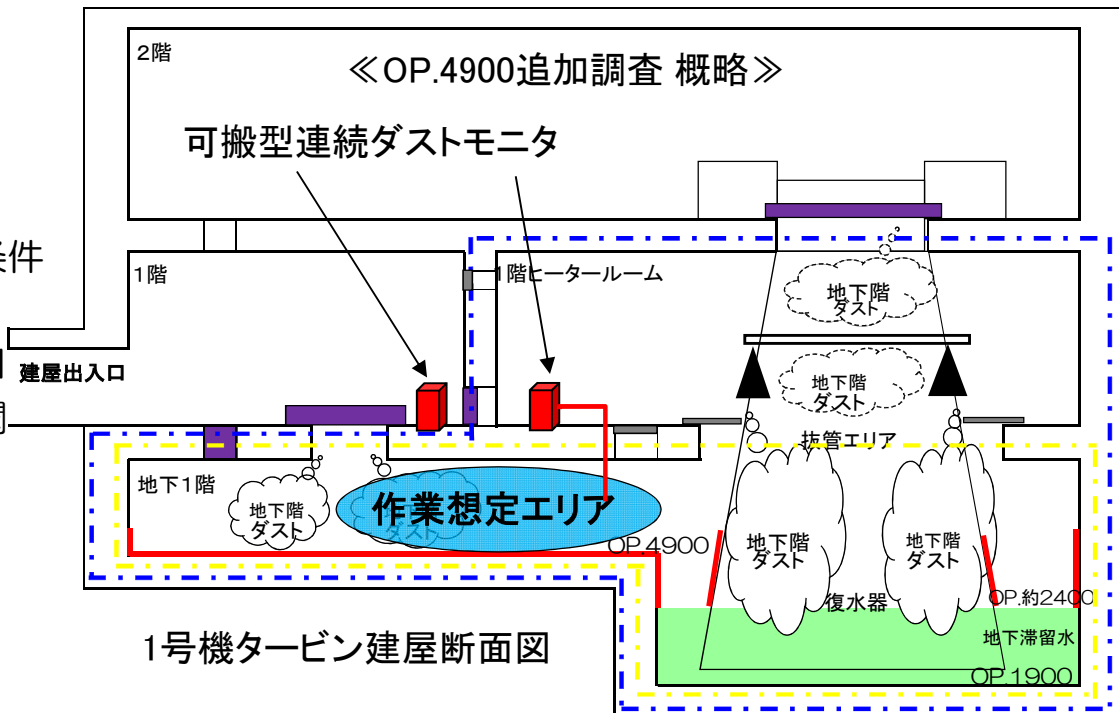 2階
≪OP.4900追加調査 概略≫
可搬型連続ダストモニタ
条件
1階
1階ヒータールーム
地下階
ダスト
建屋出入口
地下階
ダスト
抜管エリア
地下1階
地下階
ダスト
作業想定エリア
OP.4900
地下階
ダスト
地下階
ダスト
復水器
OP.約2400
地下滞留水
1号機タービン建屋断面図
OP.1900